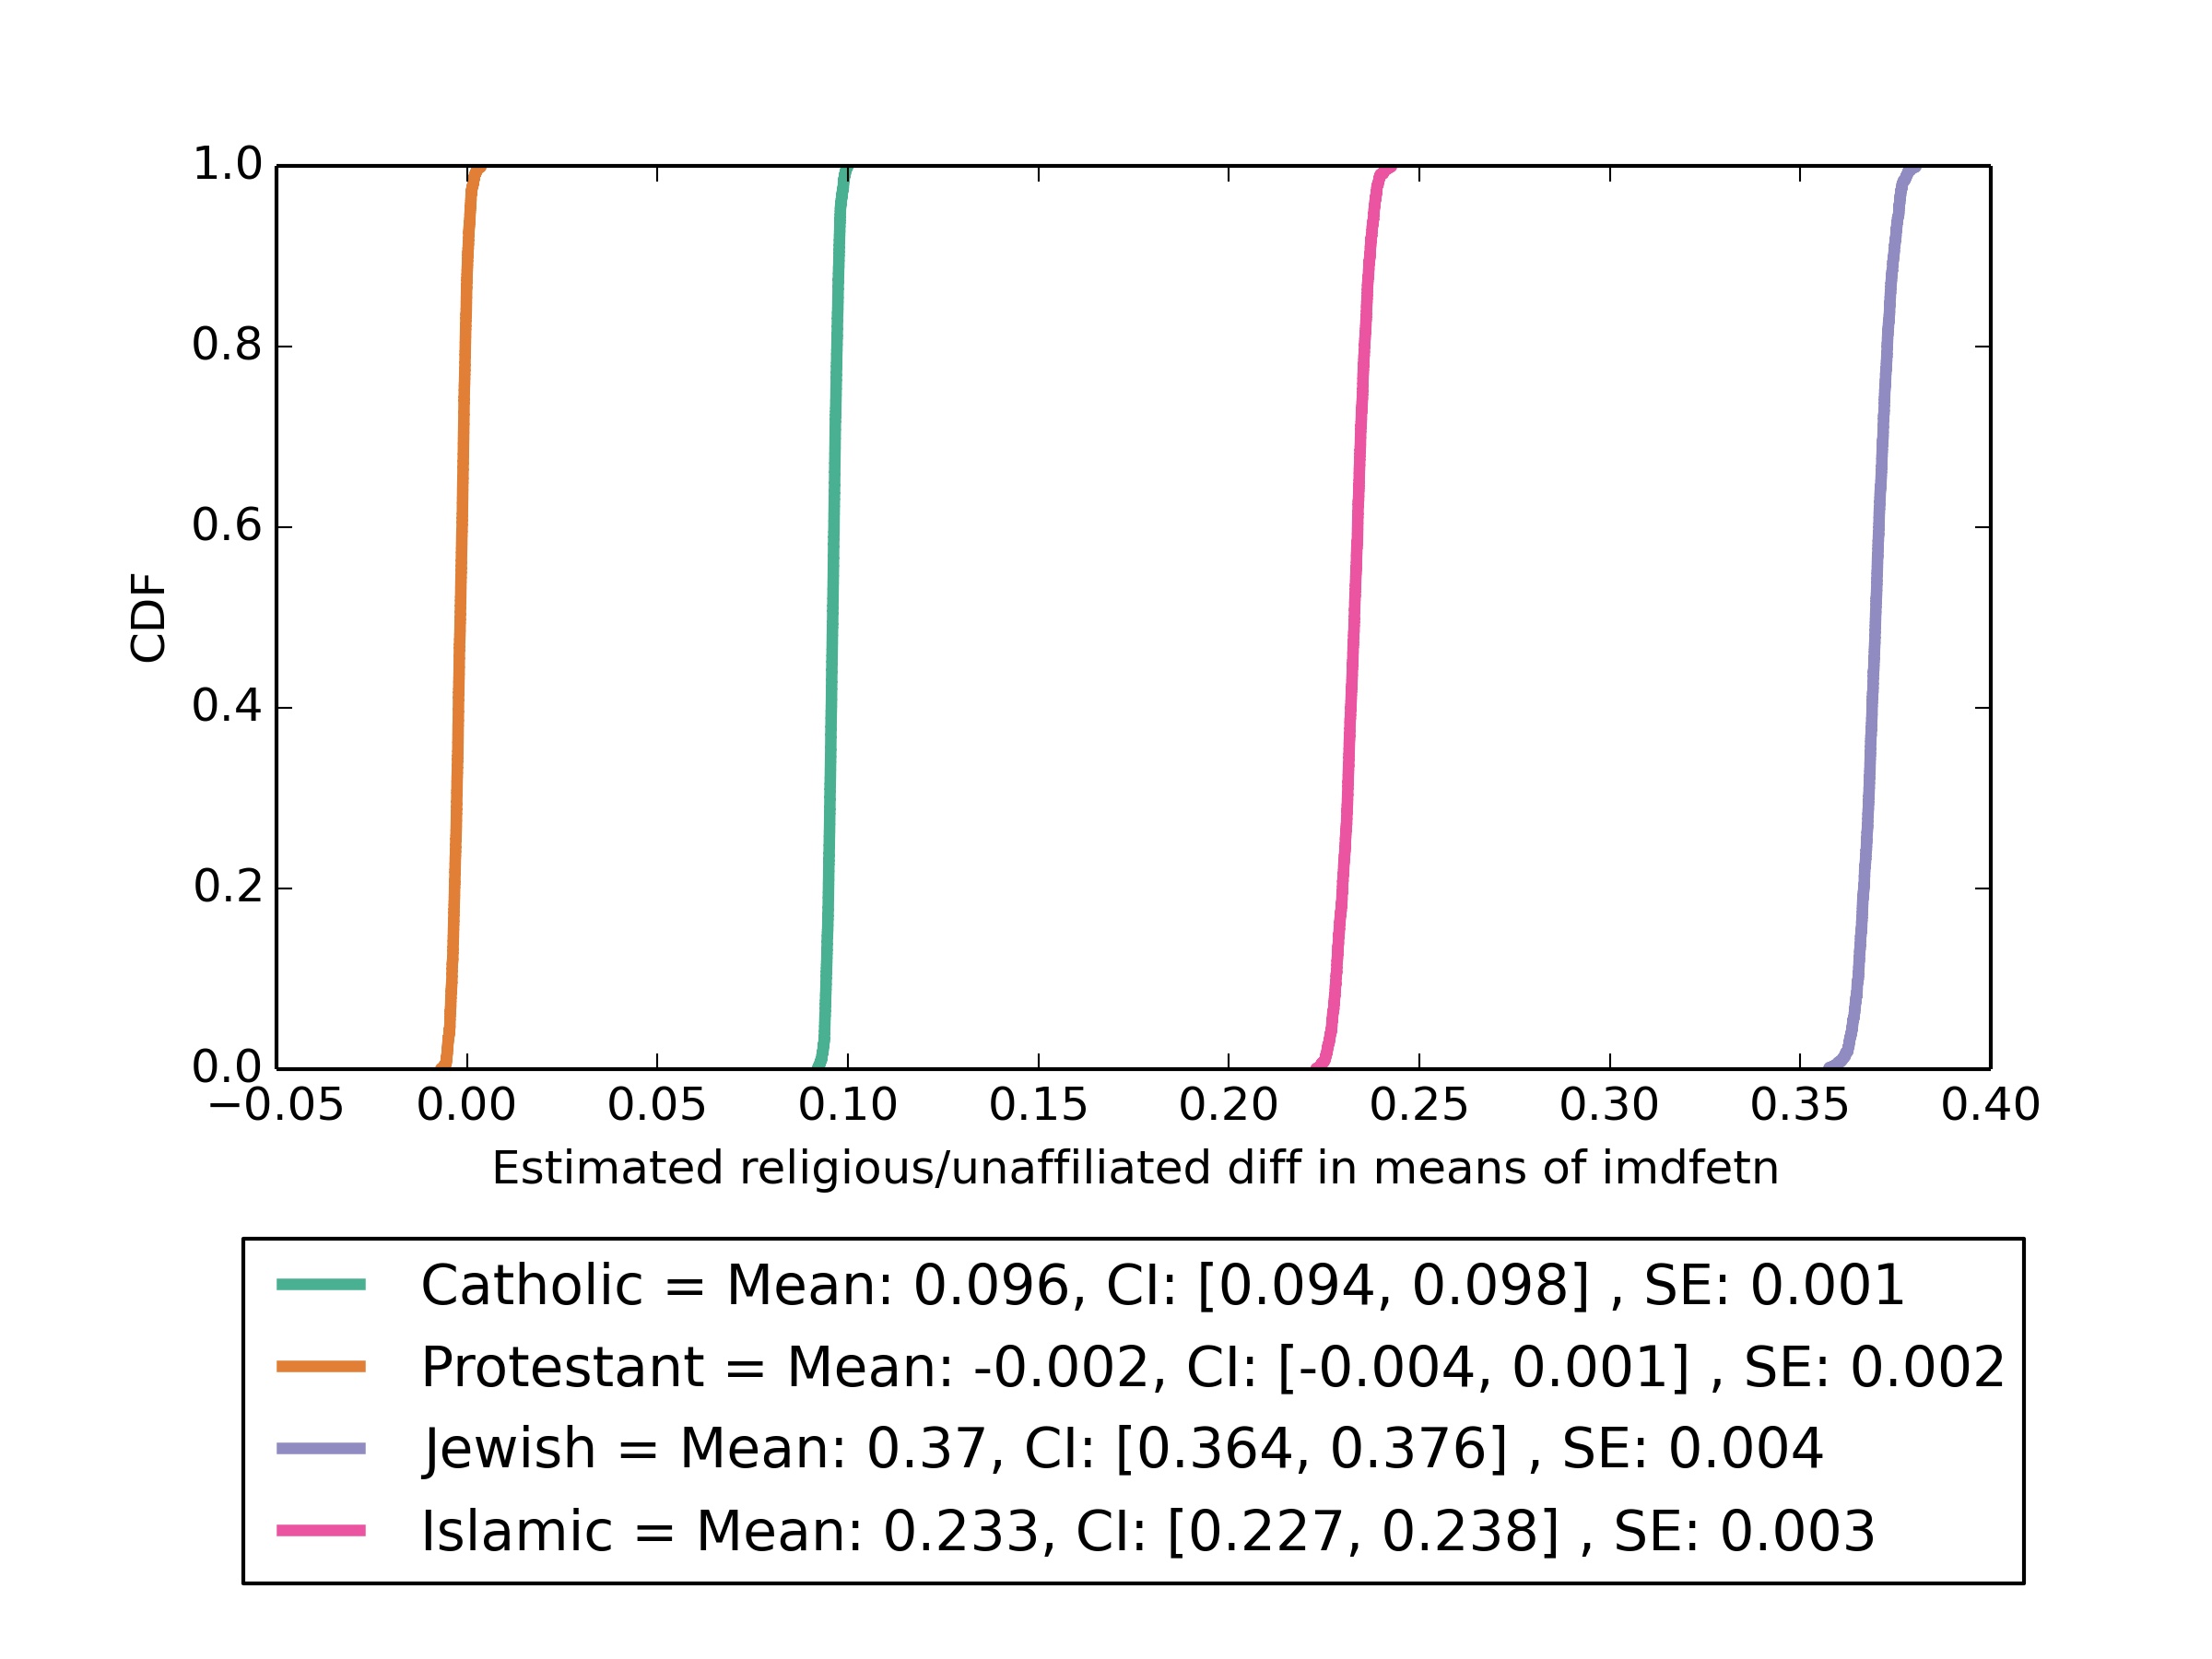 1.0
0.8
0.6
0.4
0.2
0.0
CDF
−0.05 0.00 0.05 0.10 0.15 0.20 0.25 0.30 0.35 0.40
Estimated religious/unaffiliated diff in means of imdfetn
Catholic = Mean: 0.096, CI: [0.094, 0.098] , SE: 0.001
Protestant = Mean: -0.002, CI: [-0.004, 0.001] , SE: 0.002
Jewish = Mean: 0.37, CI: [0.364, 0.376] , SE: 0.004
Islamic = Mean: 0.233, CI: [0.227, 0.238] , SE: 0.003